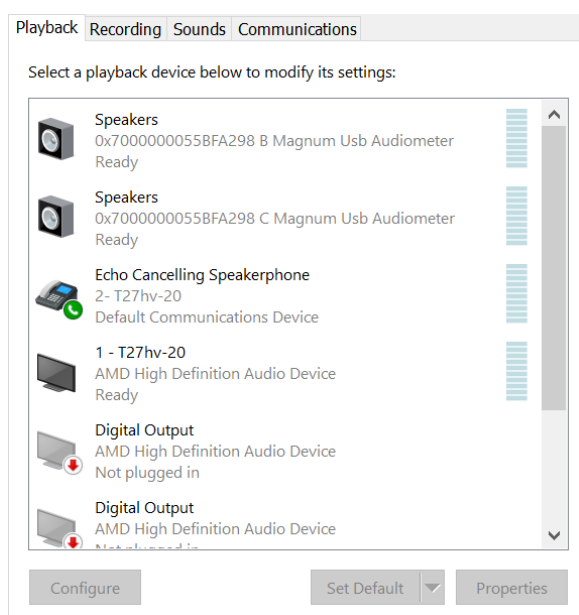 Playback Recording Sounds Communications
Select a playback device below to modify its settings:
Speakers
0x7000000055BFA298 B Magnum Usb Audiometer
Ready
Speakers
0x7000000055BFA298 C Magnum Usb Audiometer
Ready
Echo Cancelling Speakerphone
2- T27hv-20
Default Communications Device
1 - T27hv-20
AMD High Definition Audio Device
Ready
Digital Output
AMD High Definition Audio Device
Not plugged in
Digital Output
AMD High Definition Audio Device
Not plugged in
Configure Set Default Properties